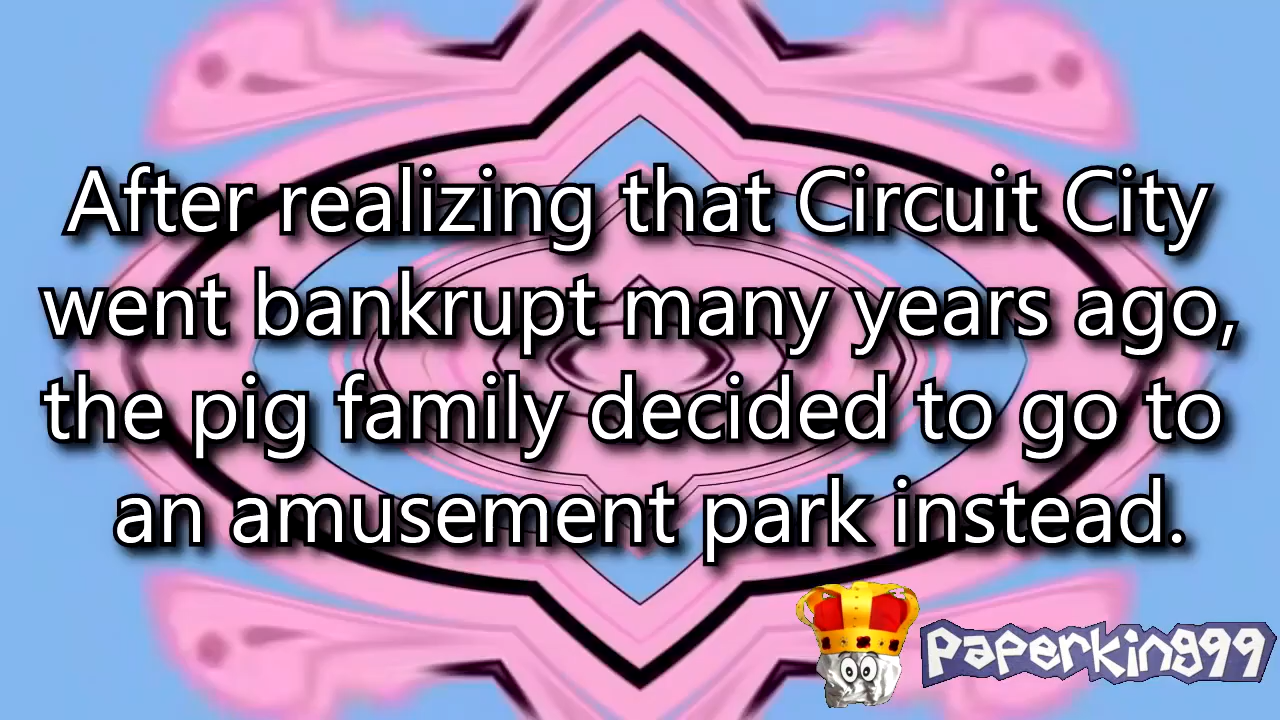 After realizing that Circuit City
went bankrupt many years ago,
the pig family decided to go to
an amusement park instead.
Paperking99